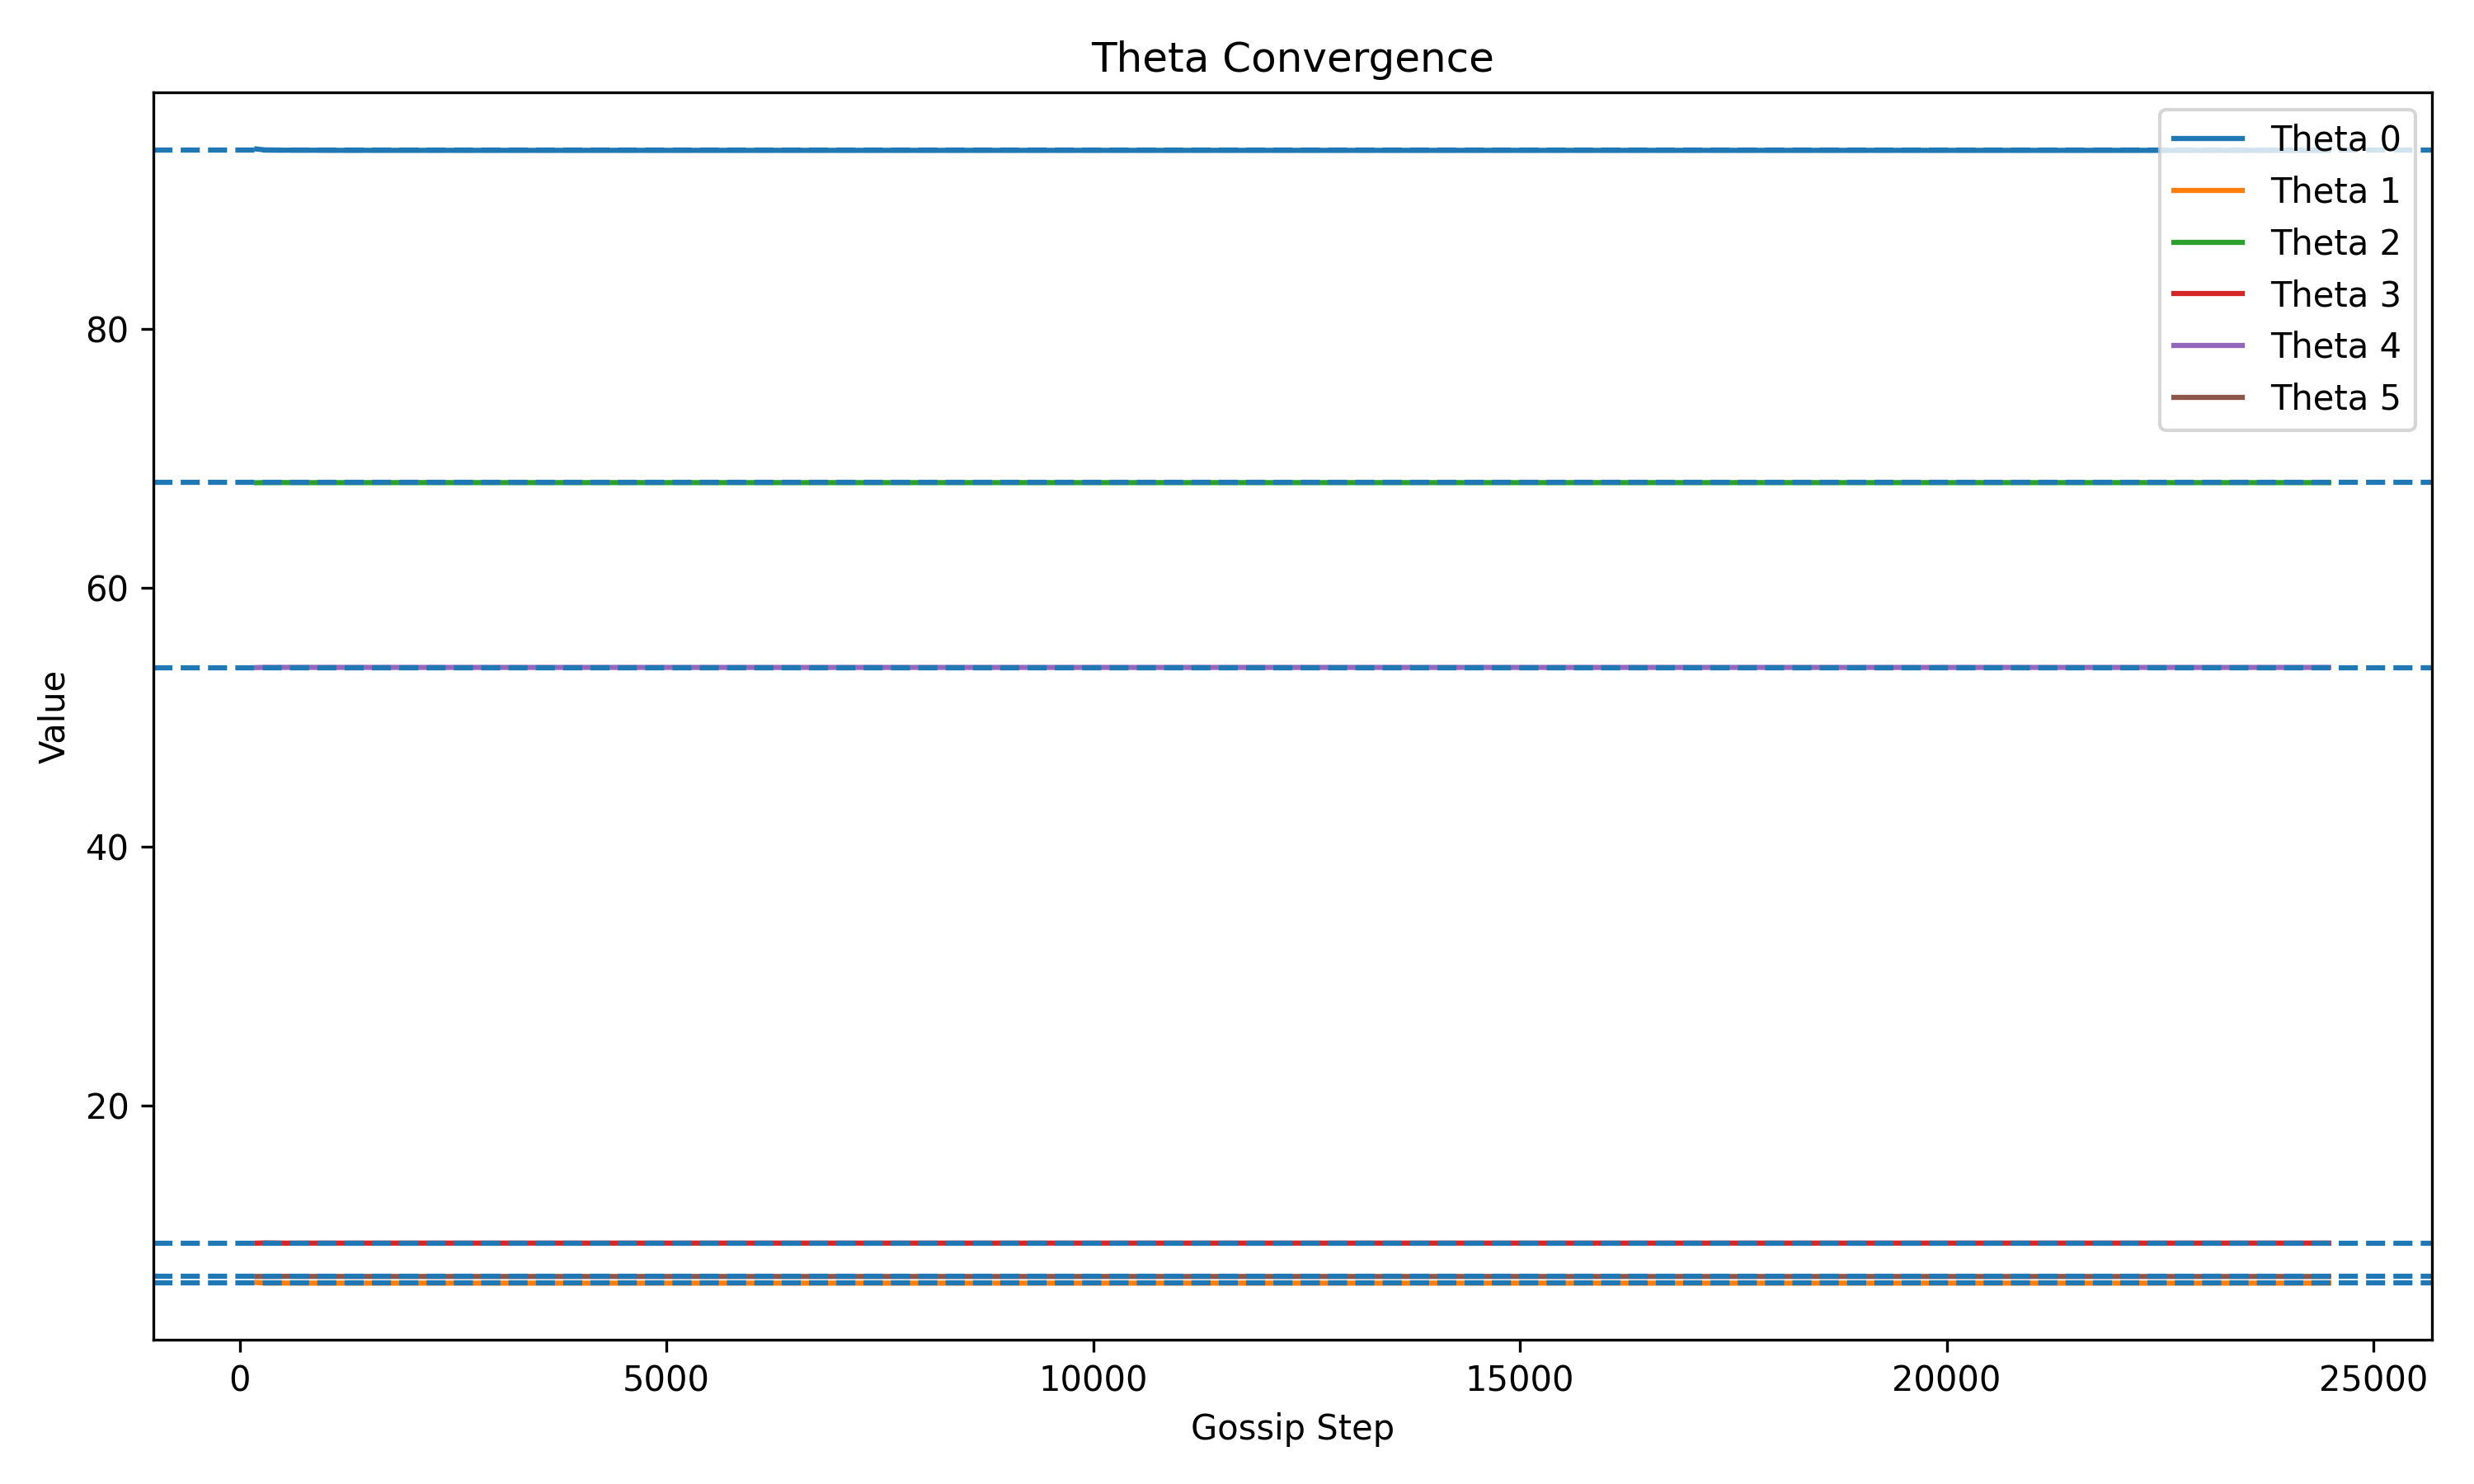 Theta Convergence
Theta 0
Theta 1
Theta 2
Theta 3
Theta 4
Theta 5
80
60
40
20
Value
0 5000 10000 15000 20000 25000
Gossip Step